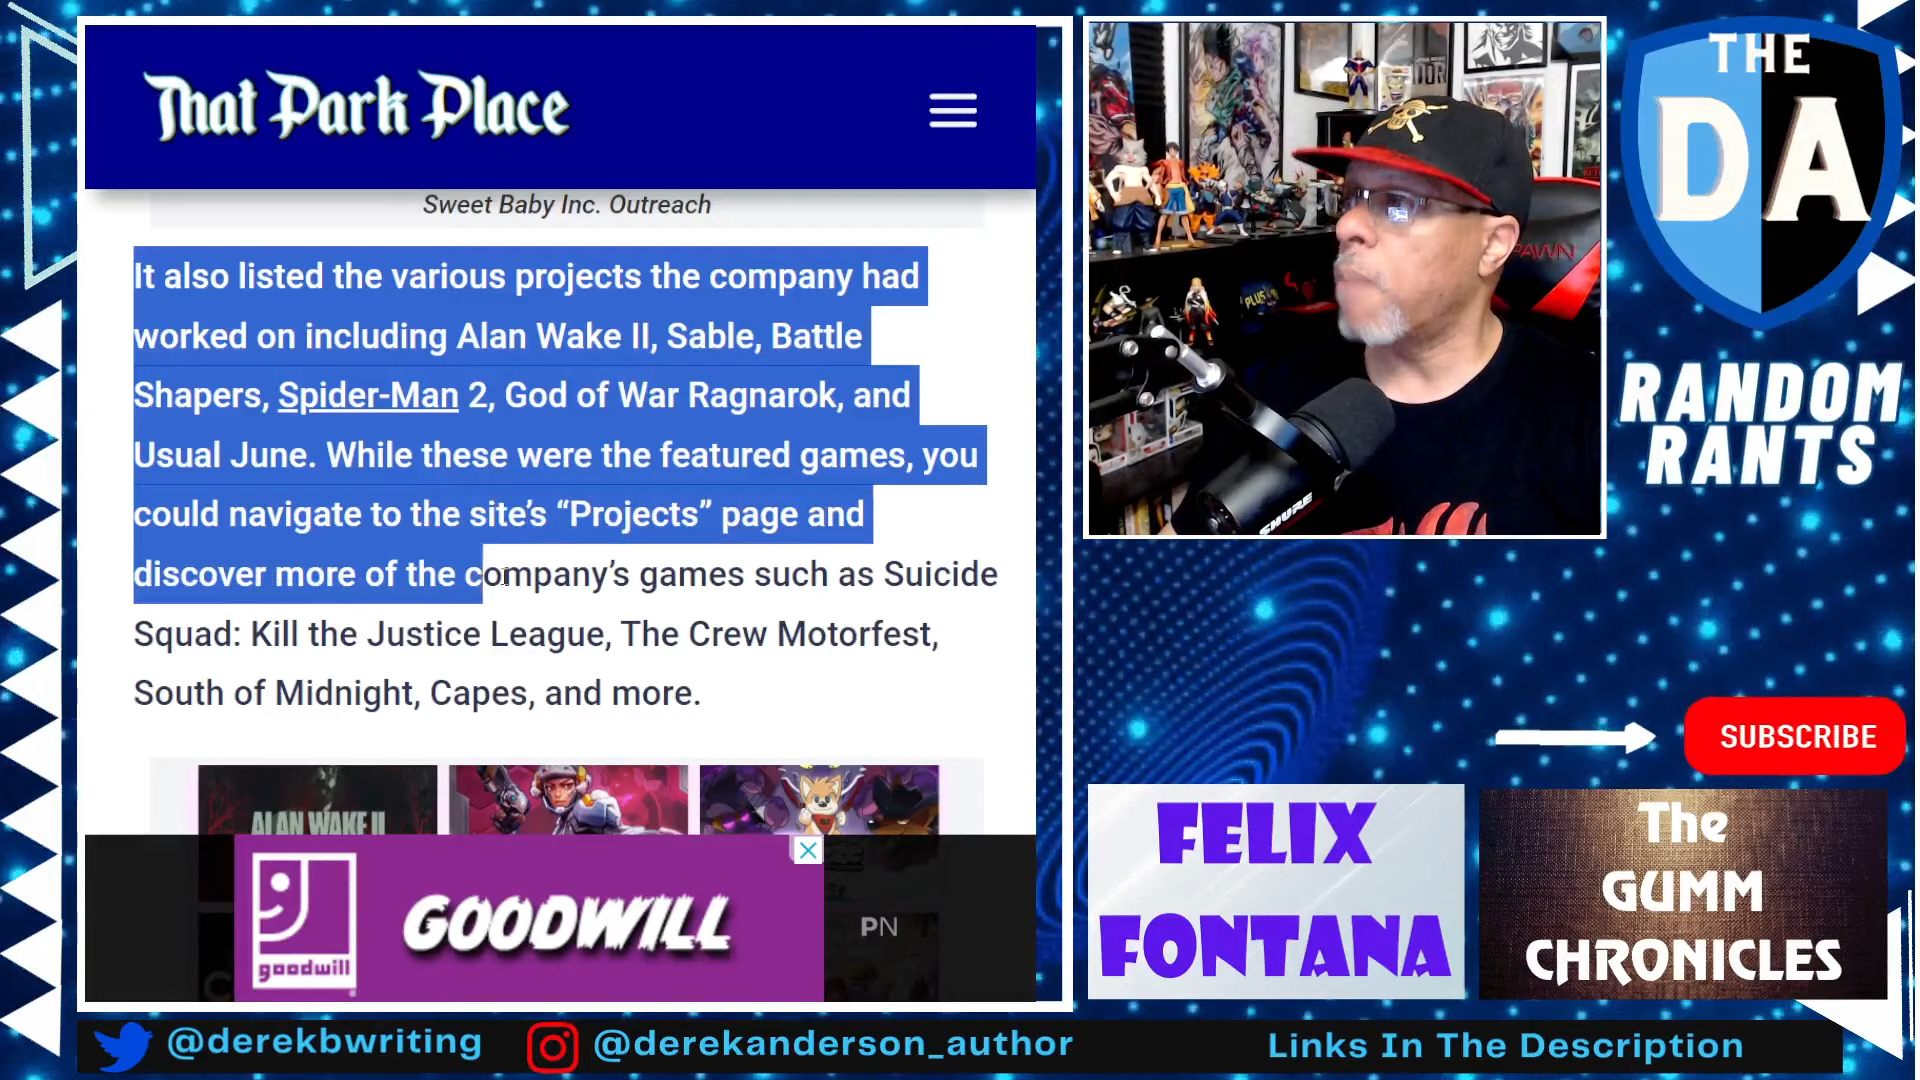 That Park Place
Sweet Baby Inc. Outreach
It also listed the various projects the company had
worked on including Alan Wake II, Sable, Battle
Shapers, Spider-Man 2, God of War Ragnarok, and
Usual June. While these were the featured games, you
could navigate to the site’s “Projects” page and
discover more of the company’s games such as Suicide
Squad: Kill the Justice League, The Crew Motorfest,
South of Midnight, Capes, and more.
ALAN WAKE II
goodwill
GOODWILL
PN
PLUS
SHURE
THE
DA
RANDOM
RANTS
SUBSCRIBE
FELIX
FONTANA
The
GUMM
CHRONICLES
@derekbwriting
@derekanderson_author
Links In The Description